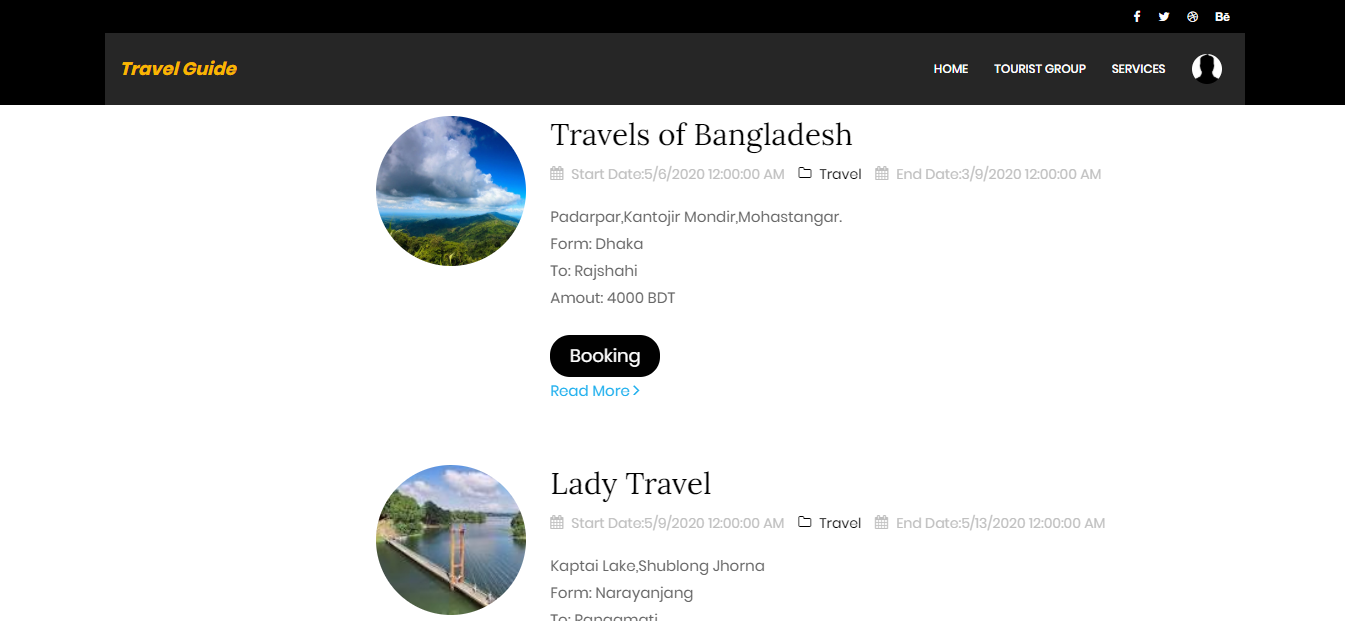 Bē
Travel Guide
HOME TOURIST GROUP SERVICES
Travels of Bangladesh
Start Date:5/6/2020 12:00:00 AM Travel End Date:3/9/2020 12:00:00 AM
Padarpar,Kantojir Mondir,Mohastangar.
Form: Dhaka
To: Rajshahi
Amout: 4000 BDT
Booking
Read More
Lady Travel
Start Date:5/9/2020 12:00:00 AM Travel End Date:5/13/2020 12:00:00 AM
Kaptai Lake,Shublong Jhorna
Form: Narayanjang
To: Rangamati